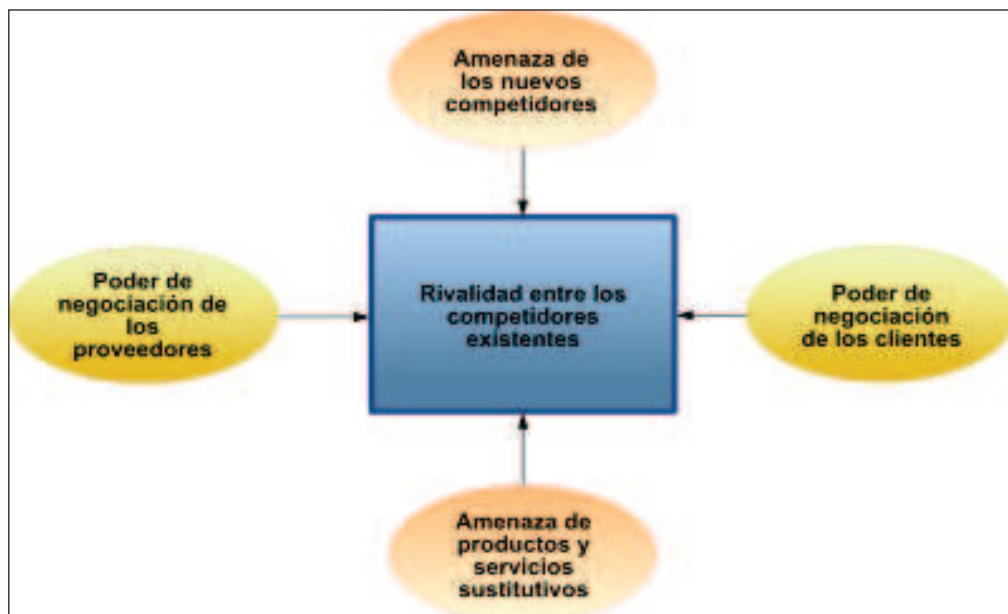 Amenaza de
los nuevos
competidores
Poder de
negociación de
los
proveedores
Rivalidad entre los
competidores
existentes
Poder de
negociación
de los clientes
Amenaza de
productos y
servicios
sustitutivos